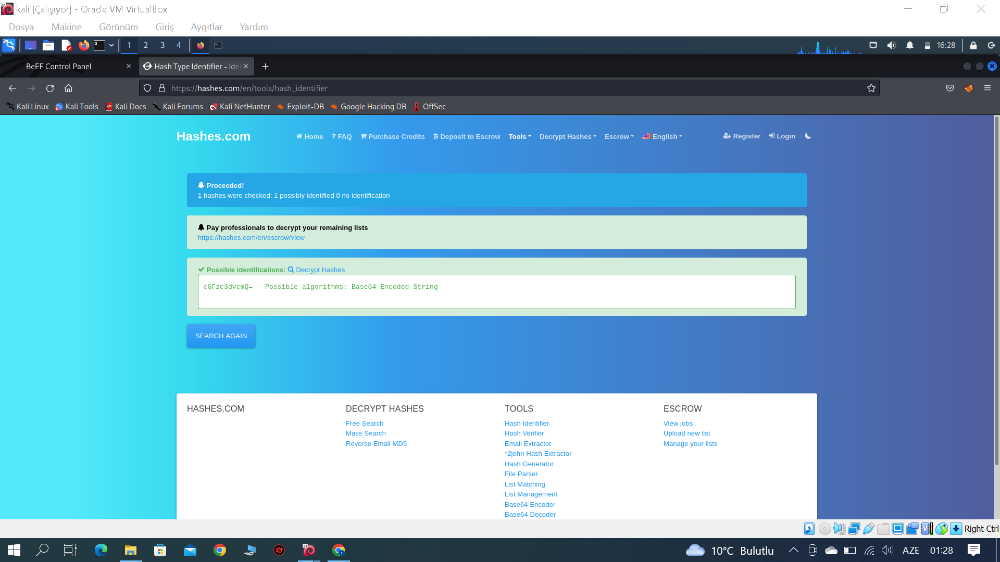 kali [Çalışıyor] - Oracle VM VirtualBox
Dosya Makine Görünüm Giriş Aygıtlar Yardım
1 2 3 4 16:28
BeEF Control Panel Hash Type Identifier - Ide
https://hashes.com/en/tools/hash_identifier
Kali Linux Kali Tools Kali Docs Kali Forums Kali NetHunter Exploit-DB Google Hacking DB OffSec
Hashes.com Home ? FAQ Purchase Credits Deposit to Escrow Tools Decrypt Hashes Escrow English Register Login
Proceeded!
1 hashes were checked: 1 possibly identified 0 no identification
Pay professionals to decrypt your remaining lists
https://hashes.com/en/escrow/view
Possible identifications: Decrypt Hashes
cGFzc3dvcmQ= - Possible algorithms: Base64 Encoded String
SEARCH AGAIN
HASHES.COM DECRYPT HASHES TOOLS ESCROW
Free Search Hash Identifier View jobs
Mass Search Hash Verifier Upload new list
Reverse Email MD5 Email Extractor Manage your lists
*2john Hash Extractor
Hash Generator
File Parser
List Matching
List Management
Base64 Encoder
Base64 Decoder
Right Ctrl
10°C Bulutlu AZE 01:28